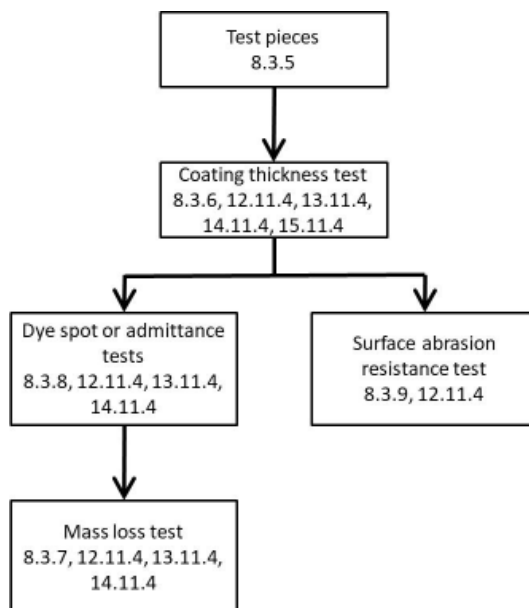 Test pieces
8.3.5
Coating thickness test
8.3.6, 12.11.4, 13.11.4,
14.11.4, 15.11.4
Dye spot or admittance
tests
8.3.8, 12.11.4, 13.11.4,
14.11.4
Surface abrasion
resistance test
8.3.9, 12.11.4
Mass loss test
8.3.7, 12.11.4, 13.11.4,
14.11.4